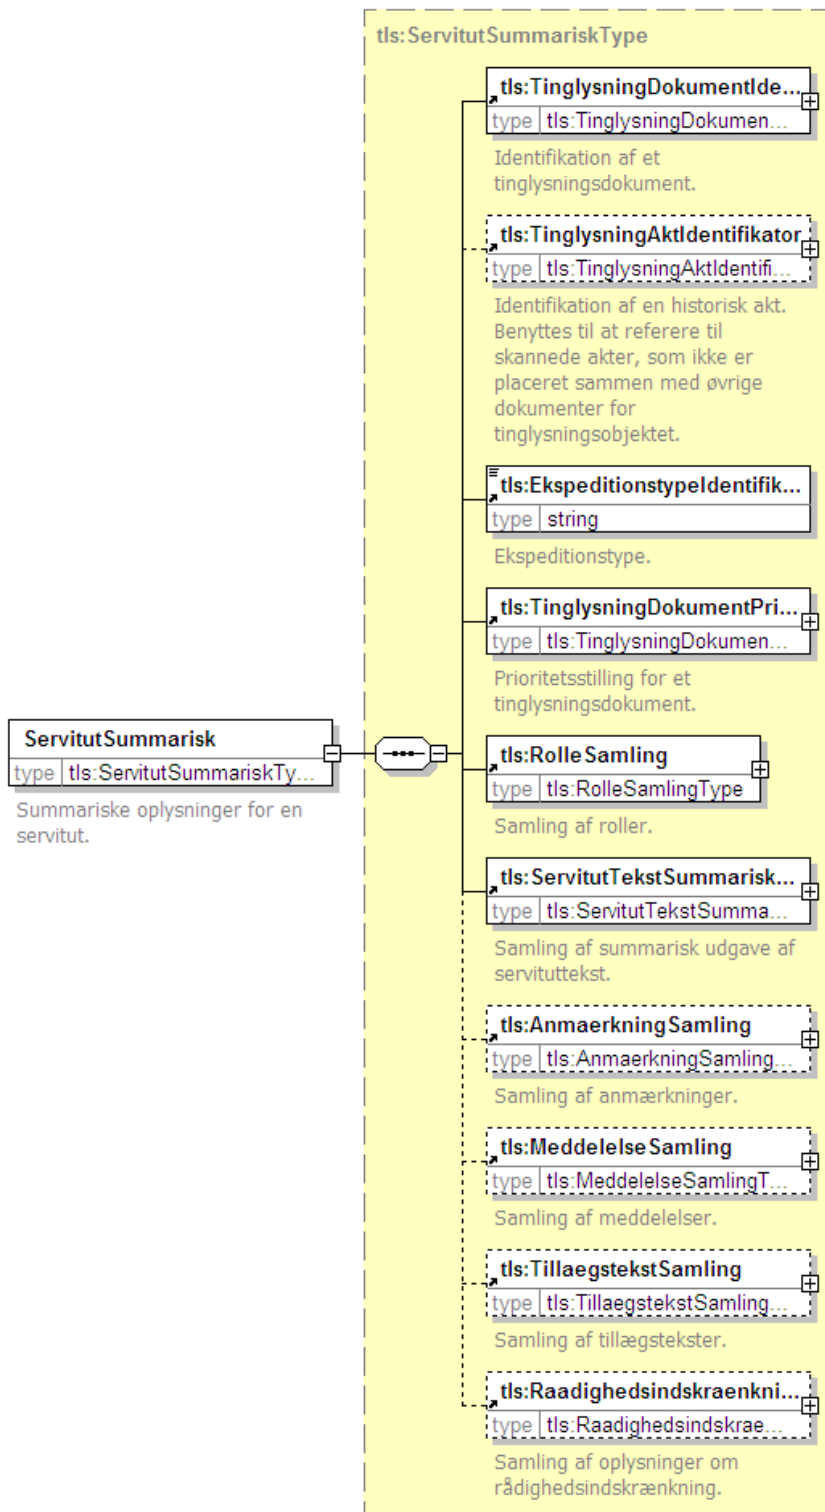 tls:ServitutSummariskType
tls:TinglysningDokumentIde...
type tls:TinglysningDokumen...
Identifikation af et
tinglysningsdokument.
tls:TinglysningAktIdentifikator
type tls:TinglysningAktIdentifi...
Identifikation af en historisk akt.
Benyttes til at referere til
skannede akter, som ikke er
placeret sammen med øvrige
dokumenter for
tinglysningsobjektet.
tls:EkspeditionstypeIdentifik...
type string
Ekspeditionstype.
tls:TinglysningDokumentPri...
type tls:TinglysningDokumen...
Prioritetsstilling for et
tinglysningsdokument.
ServitutSummarisk
type tls:ServitutSummariskTy...
Summariske oplysninger for en
servitut.
tls:RolleSamling
type tls:RolleSamlingType
Samling af roller.
tls:ServitutTekstSummarisk...
type tls:ServitutTekstSumma...
Samling af summarisk udgave af
servituttekst.
tls:AnmaerkningSamling
type tls:AnmaerkningSamling...
Samling af anmærkninger.
tls:MeddelelseSamling
type tls:MeddelelseSamlingT...
Samling af meddelelser.
tls:TillaegstekstSamling
type tls:TillaegstekstSamling...
Samling af tillægstekster.
tls:Raadighedsindskraenkni...
type tls:Raadighedsindskrae...
Samling af oplysninger om
rådighedsindskrænkning.